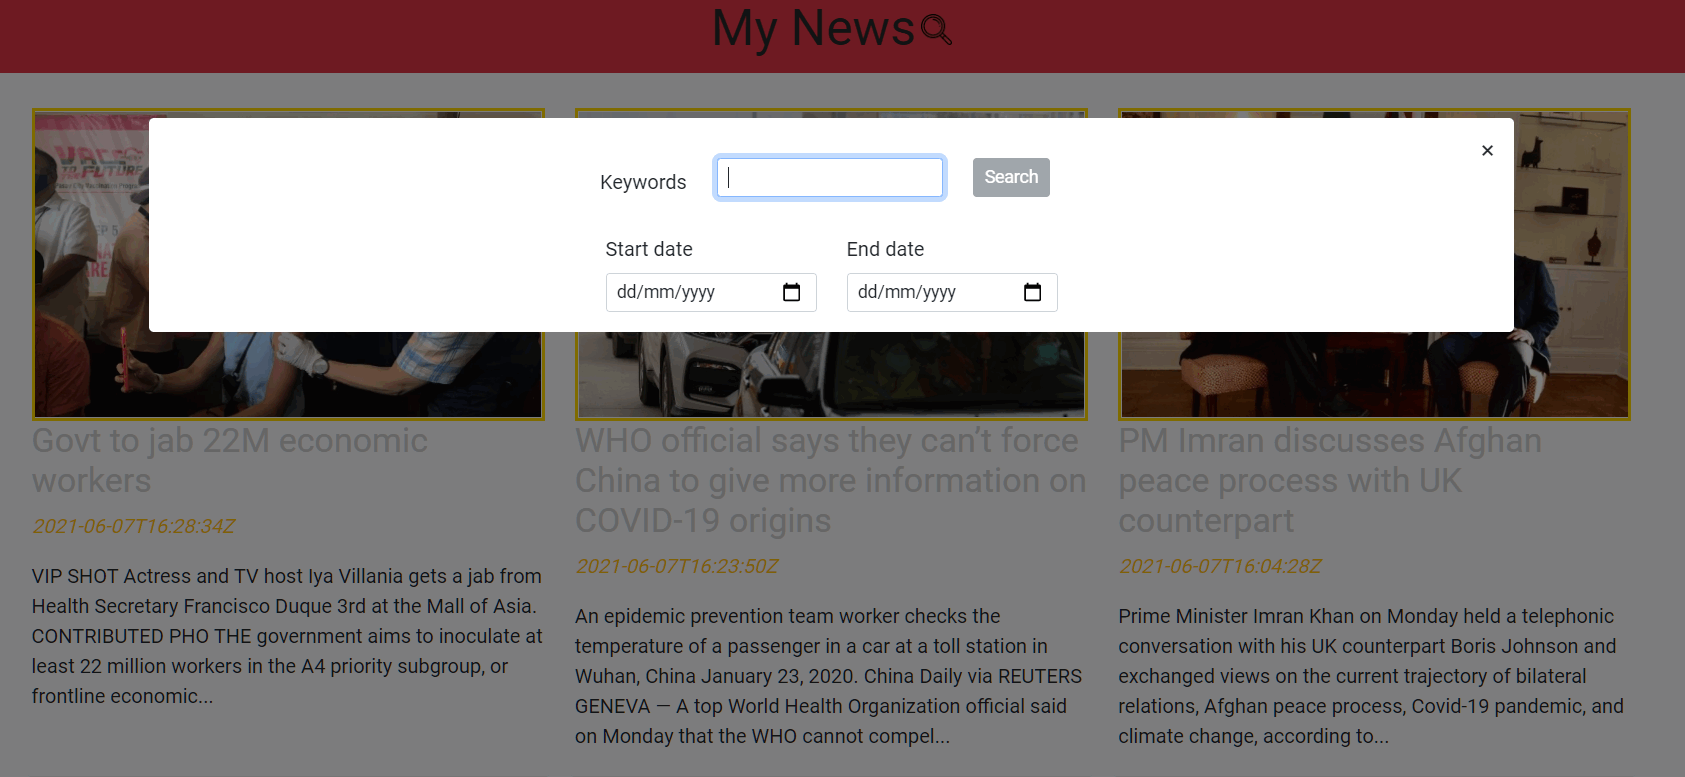 My News
VACC
TO THE FUTURE
Keywords
Search
×
Start date
End date
dd/mm/yyyy
dd/mm/yyyy
Govt to jab 22M economic
workers
2021-06-07T16:28:34Z
VIP SHOT Actress and TV host Iya Villania gets a jab from
Health Secretary Francisco Duque 3rd at the Mall of Asia.
CONTRIBUTED PHO THE government aims to inoculate at
least 22 million workers in the A4 priority subgroup, or
frontline economic...
WHO official says they can’t force
China to give more information on
COVID-19 origins
2021-06-07T16:23:50Z
An epidemic prevention team worker checks the
temperature of a passenger in a car at a toll station in
Wuhan, China January 23, 2020. China Daily via REUTERS
GENEVA — A top World Health Organization official said
on Monday that the WHO cannot compel...
PM Imran discusses Afghan
peace process with UK
counterpart
2021-06-07T16:04:28Z
Prime Minister Imran Khan on Monday held a telephonic
conversation with his UK counterpart Boris Johnson and
exchanged views on the current trajectory of bilateral
relations, Afghan peace process, Covid-19 pandemic, and
climate change, according to...